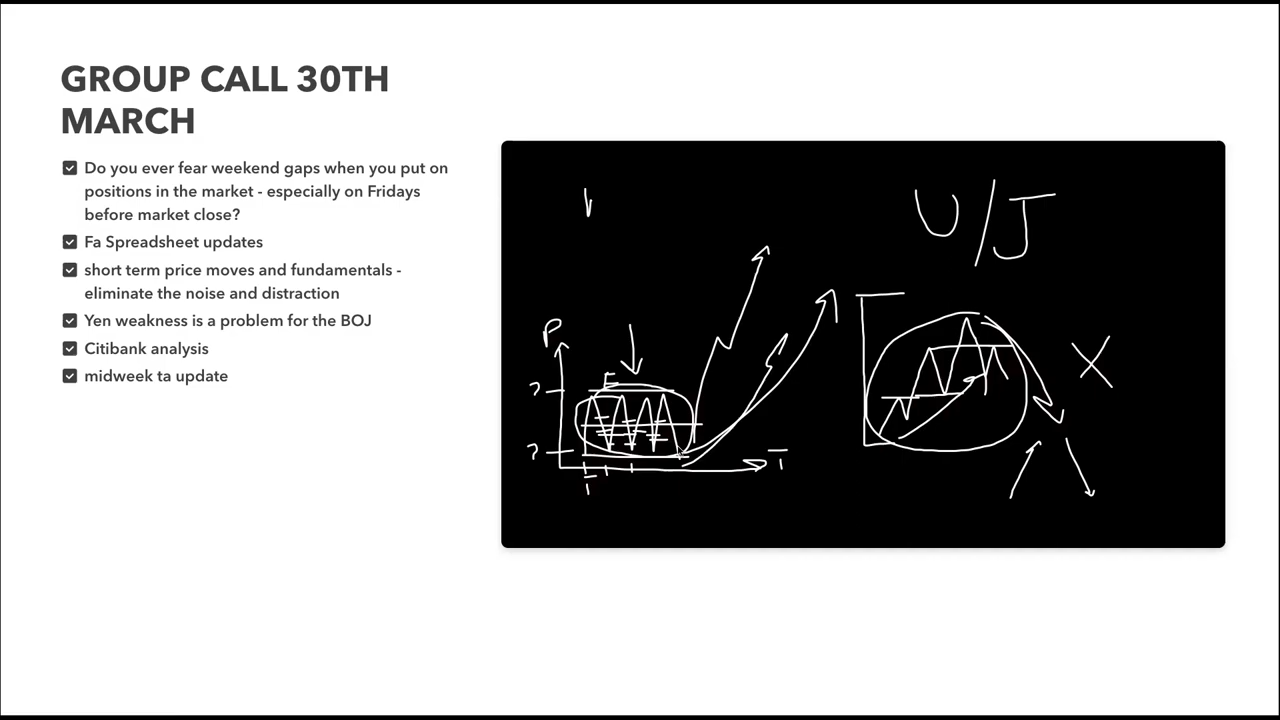 GROUP CALL 30TH
MARCH
Do you ever fear weekend gaps when you put on
positions in the market - especially on Fridays
before market close?
Fa Spreadsheet updates
short term price moves and fundamentals -
eliminate the noise and distraction
Yen weakness is a problem for the BOJ
Citibank analysis
midweek ta update
U/J
P
?
E
X
?
T